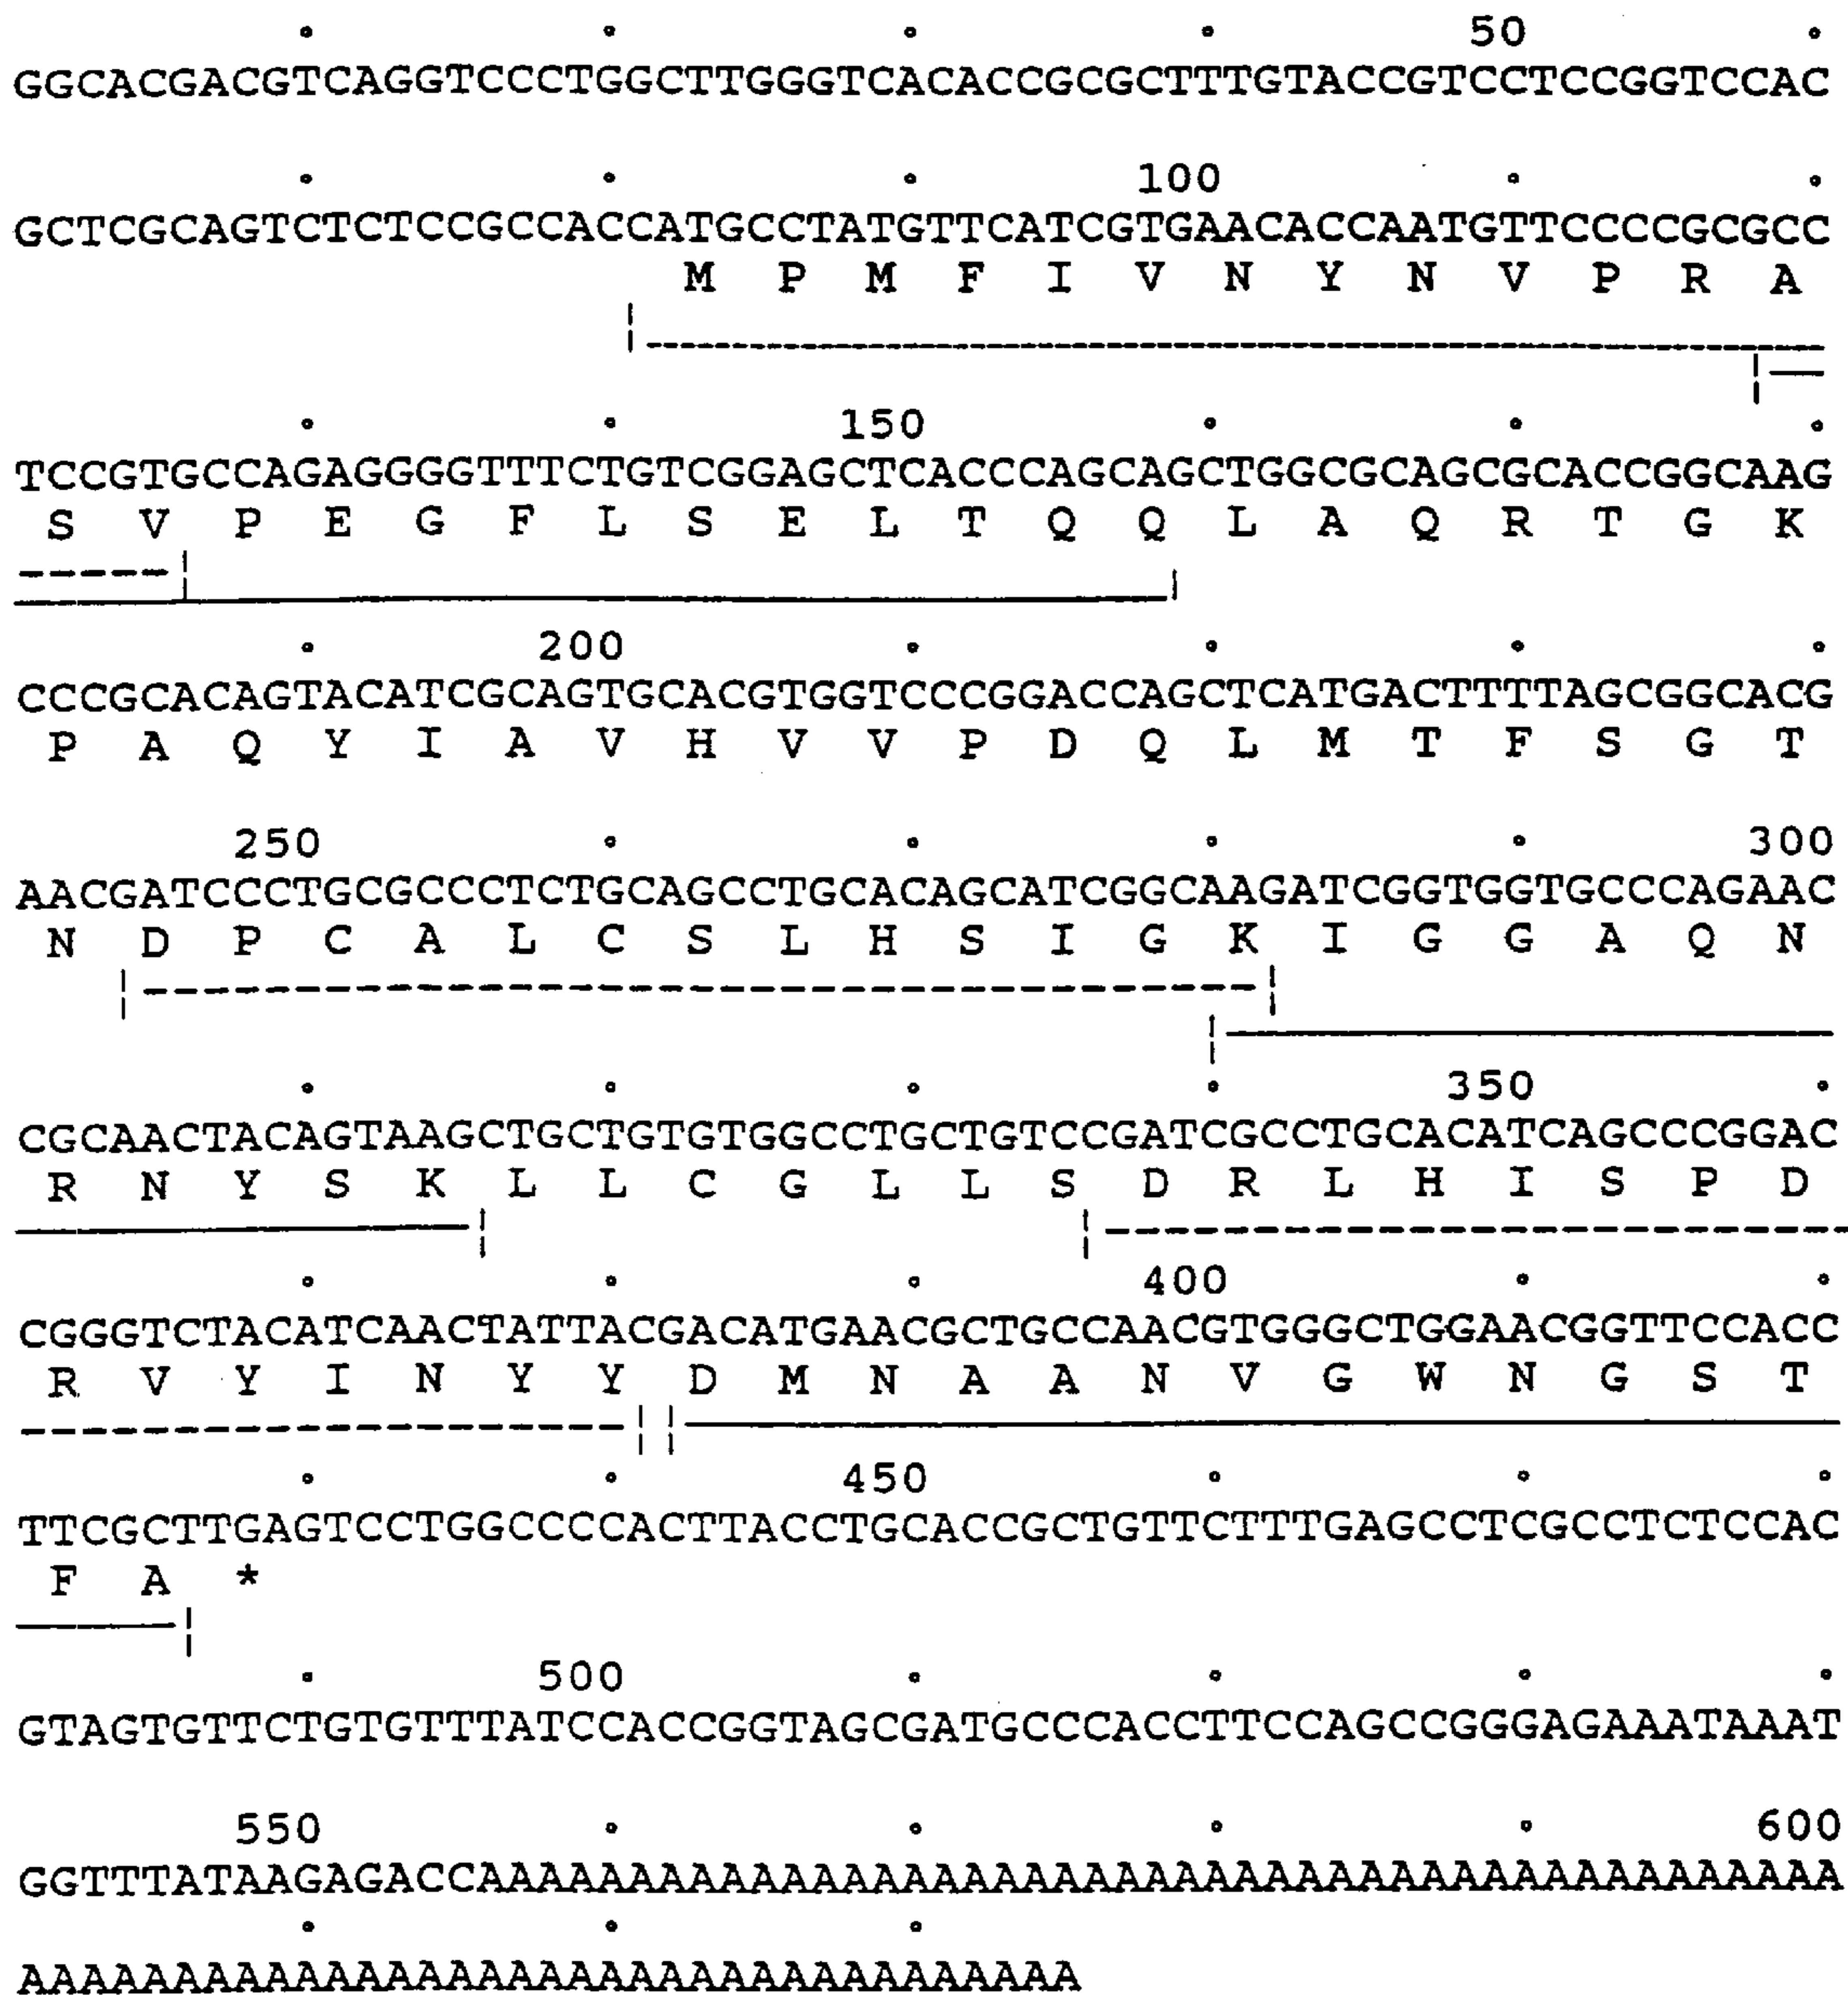 50
GGCACGACGTCAGGTCCCTGGCTTGGGTCACACCGCGCTTTGTACCGTCCTCCGGTCCAC
100
GCTCGCAGTCTCTCCGCCACCATGCCTATGTTCATCGTGAACACCAATGTTCCCCGCGCC
M P M F I V N Y N V P R A
150
TCCGTGCCAGAGGGGTTTCTGTCGGAGCTCACCCAGCAGCTGGCGCAGCGCACCGGCAAG
S V P E G F L S E L T Q Q L A Q R T G K
200
CCCGCACAGTACATCGCAGTGCACGTGGTCCCGGACCAGCTCATGACTTTTAGCGGCACG
P A Q Y I A V H V V P D Q L M T F S G T
250 300
AACGATCCCTGCGCCCTCTGCAGCCTGCACAGCATCGGCAAGATCGGTGGTGCCCAGAAC
N D P C A L C S L H S I G K I G G A Q N
350
CGCAACTACAGTAAGCTGCTGTGTGGCCTGCTGTCCGATCGCCTGCACATCAGCCCGGAC
R N Y S K L L C G L L S D R L H I S P D
400
CGGGTCTACATCAACTATTACGACATGAACGCTGCCAACGTGGGCTGGAACGGTTCCACC
R V Y I N Y Y D M N A A N V G W N G S T
450
TTCGCTTGAGTCCTGGCCCCACTTACCTGCACCGCTGTTCTTTGAGCCTCGCCTCTCCAC
F A *
500
GTAGTGTTCTGTGTTTATCCACCGGTAGCGATGCCCACCTTCCAGCCGGGAGAAATAAAT
550 600
GGTTTATAAGAGACCAAAAAAAAAAAAAAAAAAAAAAAAAAAAAAAAAAAAAAAAAAAAA
AAAAAAAAAAAAAAAAAAAAAAAAAAAAAAAAAAA